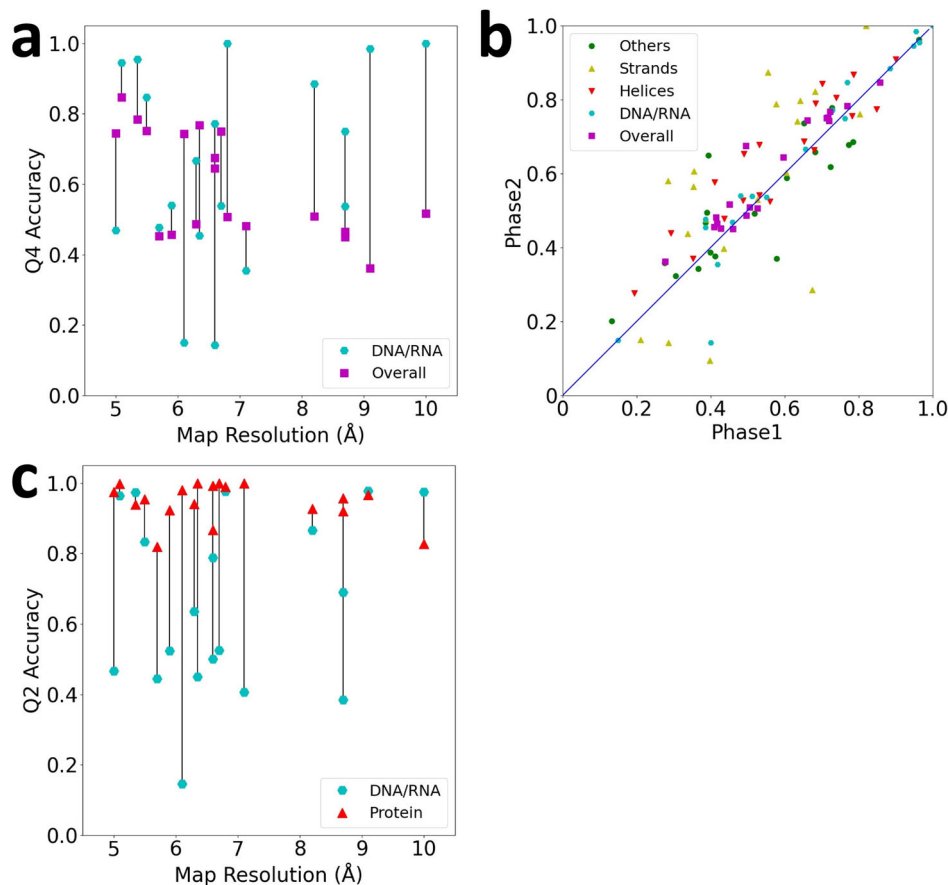 a
Q4 Accuracy
1.0
0.8
0.6
0.4
0.2
0.0
5 6 7 8 9 10
Map Resolution (Å)
DNA/RNA
Overall
b
Phase2
1.0
0.8
0.6
0.4
0.2
0
0 0.2 0.4 0.6 0.8 1.0
Phase1
Others
Strands
Helices
DNA/RNA
Overall
c
Q2 Accuracy
1.0
0.8
0.6
0.4
0.2
0.0
5 6 7 8 9 10
Map Resolution (Å)
DNA/RNA
Protein